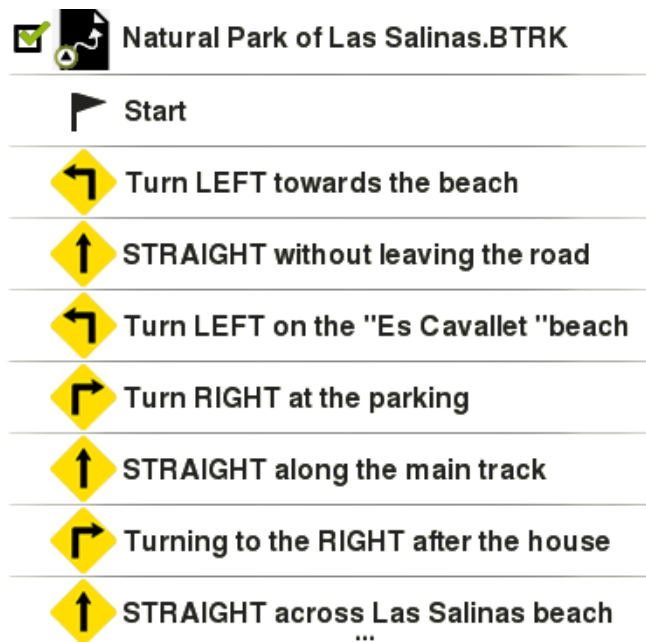 Natural Park of Las Salinas.BTRK
Start
Turn LEFT towards the beach
STRAIGHT without leaving the road
Turn LEFT on the "Es Cavallet "beach
Turn RIGHT at the parking
STRAIGHT along the main track
Turning to the RIGHT after the house
STRAIGHT across Las Salinas beach
...